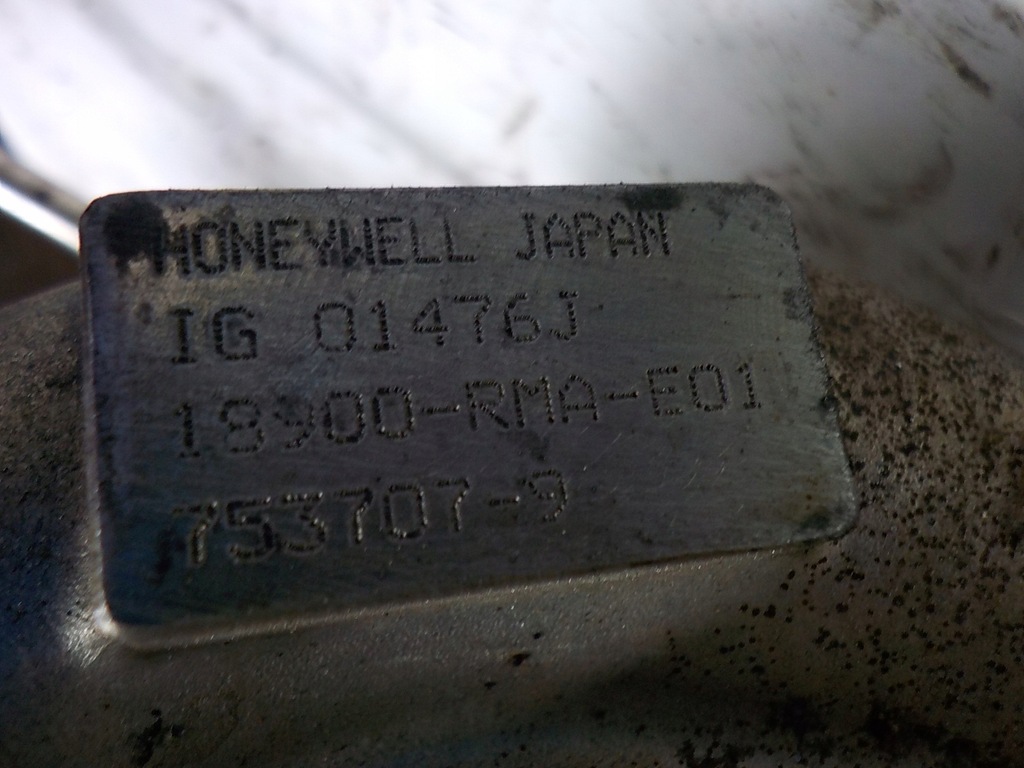 HONEYWELL JAPAN
IG 01476J
18900-RMA-E01
753707-9